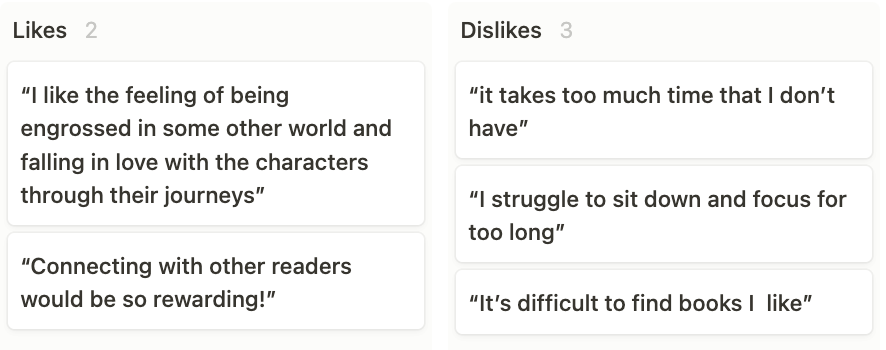 Likes 2
“I like the feeling of being
engrossed in some other world and
falling in love with the characters
through their journeys”
“Connecting with other readers
would be so rewarding!”
Dislikes 3
“it takes too much time that I don’t
have”
“I struggle to sit down and focus for
too long”
“It’s difficult to find books I  like”